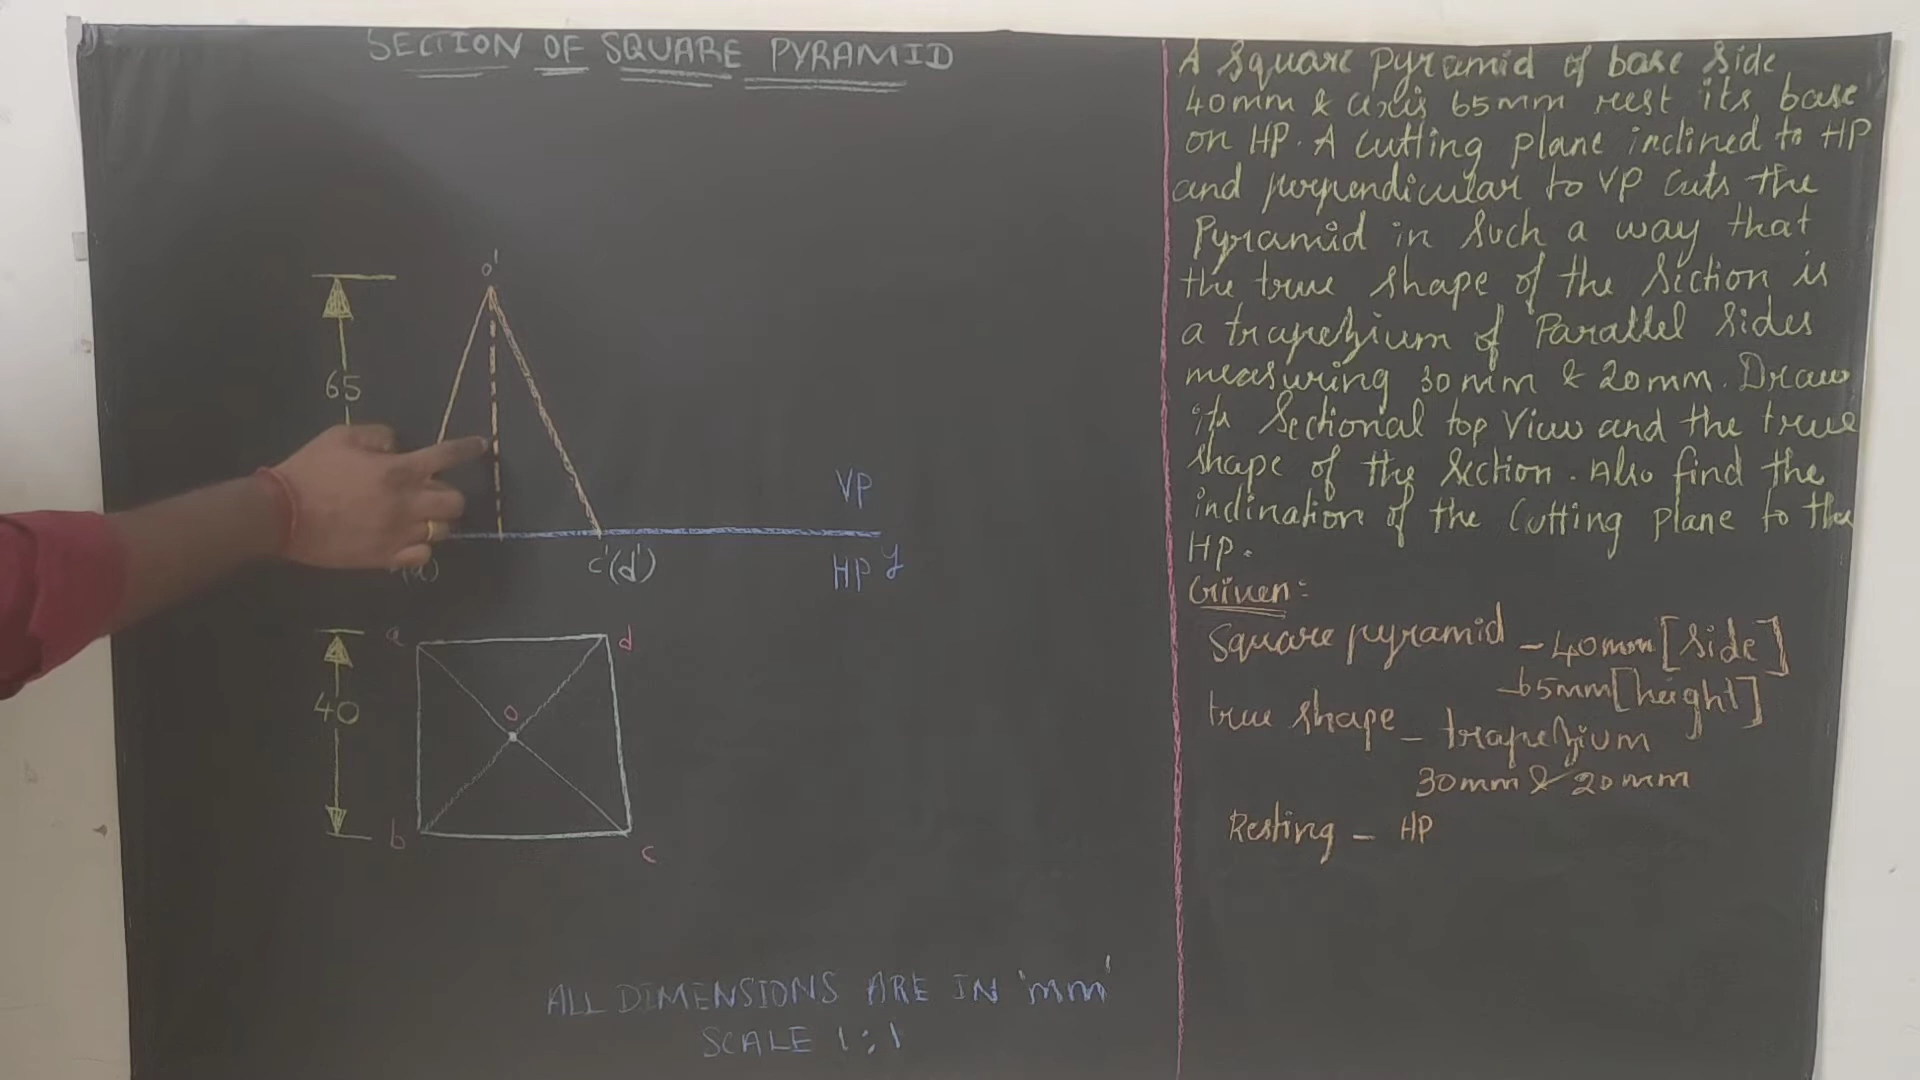 SECTION OF SQUARE PYRAMID
o'
65
VP
c'(d')
HP y
a
d
40
o
b
c
ALL DIMENSIONS ARE IN 'mm'
SCALE 1:1
A Square pyramid of base Side
40mm & axis 65mm rest its base
on HP. A Cutting plane inclined to HP
and perpendicular to VP Cuts the
Pyramid in Such a way that
the true shape of the Section is
a trapezium of Parallel Sides
measuring 30mm & 20mm. Draw
its Sectional top View and the true
shape of the Section. Also find the
inclination of the Cutting plane to the
HP.
Given:
Square pyramid - 40mm [Side]
-65mm [height]
true shape - trapezium
30mm & 20mm
Resting - HP